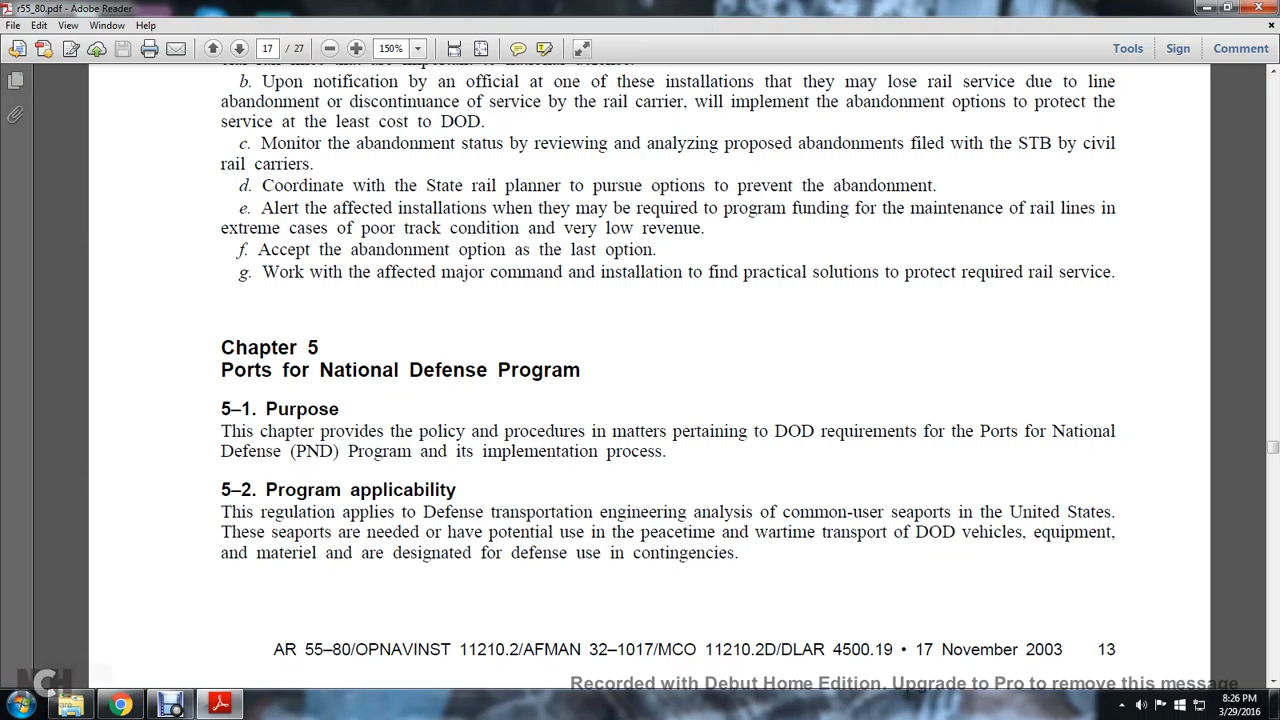 r55_80.pdf - Adobe Reader
File Edit View Window Help
17 / 27 150% Tools Sign Comment
b. Upon notification by an official at one of these installations that they may lose rail service due to line
abandonment or discontinuance of service by the rail carrier, will implement the abandonment options to protect the
service at the least cost to DOD.
c. Monitor the abandonment status by reviewing and analyzing proposed abandonments filed with the STB by civil
rail carriers.
d. Coordinate with the State rail planner to pursue options to prevent the abandonment.
e. Alert the affected installations when they may be required to program funding for the maintenance of rail lines in
extreme cases of poor track condition and very low revenue.
f. Accept the abandonment option as the last option.
g. Work with the affected major command and installation to find practical solutions to protect required rail service.
Chapter 5
Ports for National Defense Program
5–1. Purpose
This chapter provides the policy and procedures in matters pertaining to DOD requirements for the Ports for National
Defense (PND) Program and its implementation process.
5–2. Program applicability
This regulation applies to Defense transportation engineering analysis of common-user seaports in the United States.
These seaports are needed or have potential use in the peacetime and wartime transport of DOD vehicles, equipment,
and materiel and are designated for defense use in contingencies.
AR 55–80/OPNAVINST 11210.2/AFMAN 32–1017/MCO 11210.2D/DLAR 4500.19 • 17 November 2003 13
Recorded with Debut Home Edition. Upgrade to Pro to remove this message
8:26 PM
3/29/2016